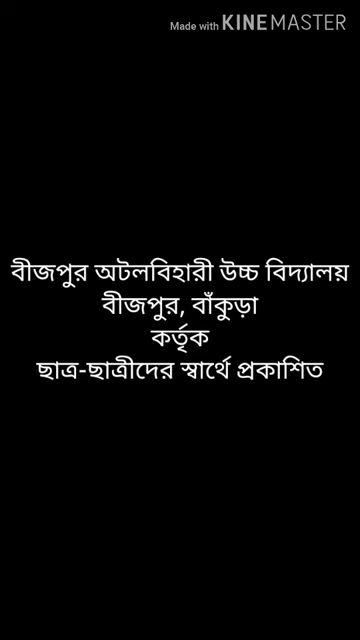 Made with KINEMASTER
বীজপুর অটলবিহারী উচ্চ বিদ্যালয়
বীজপুর, বাঁকুড়া
কর্তৃক
ছাত্র-ছাত্রীদের স্বার্থে প্রকাশিত